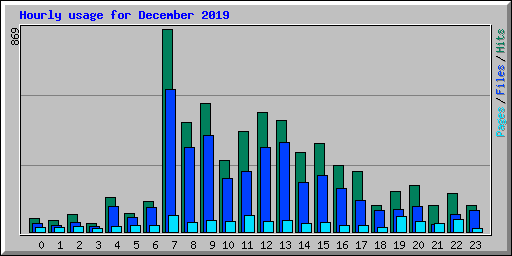 Hourly usage for December 2019
869
Pages / Files / Hits
0 1 2 3 4 5 6 7 8 9 10 11 12 13 14 15 16 17 18 19 20 21 22 23